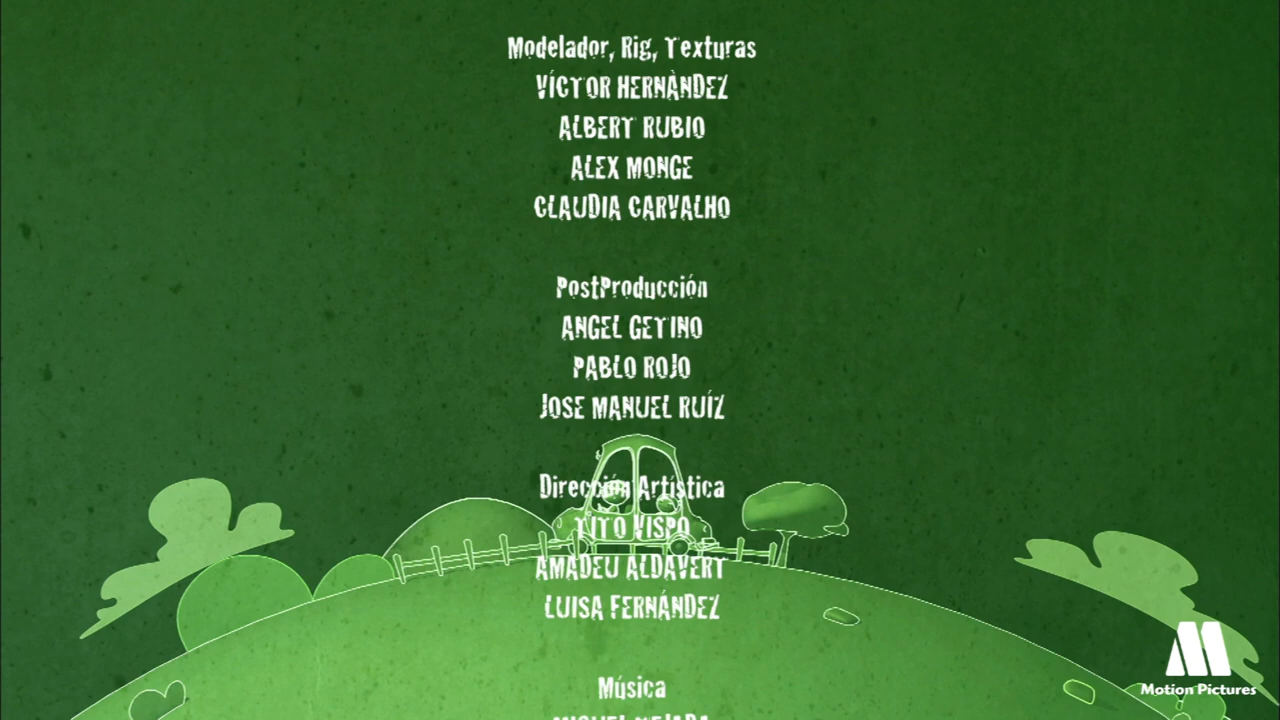 Modelador, Rig, Texturas
VÍCTOR HERNÀNDEZ
ALBERT RUBIO
ALEX MONGE
CLAUDIA CARVALHO
PostProducción
ANGEL GETINO
PABLO ROJO
JOSE MANUEL RUÍZ
Dirección Artística
TITO VISPO
AMADEU ALDAVERT
LUISA FERNÁNDEZ
Música
Motion Pictures